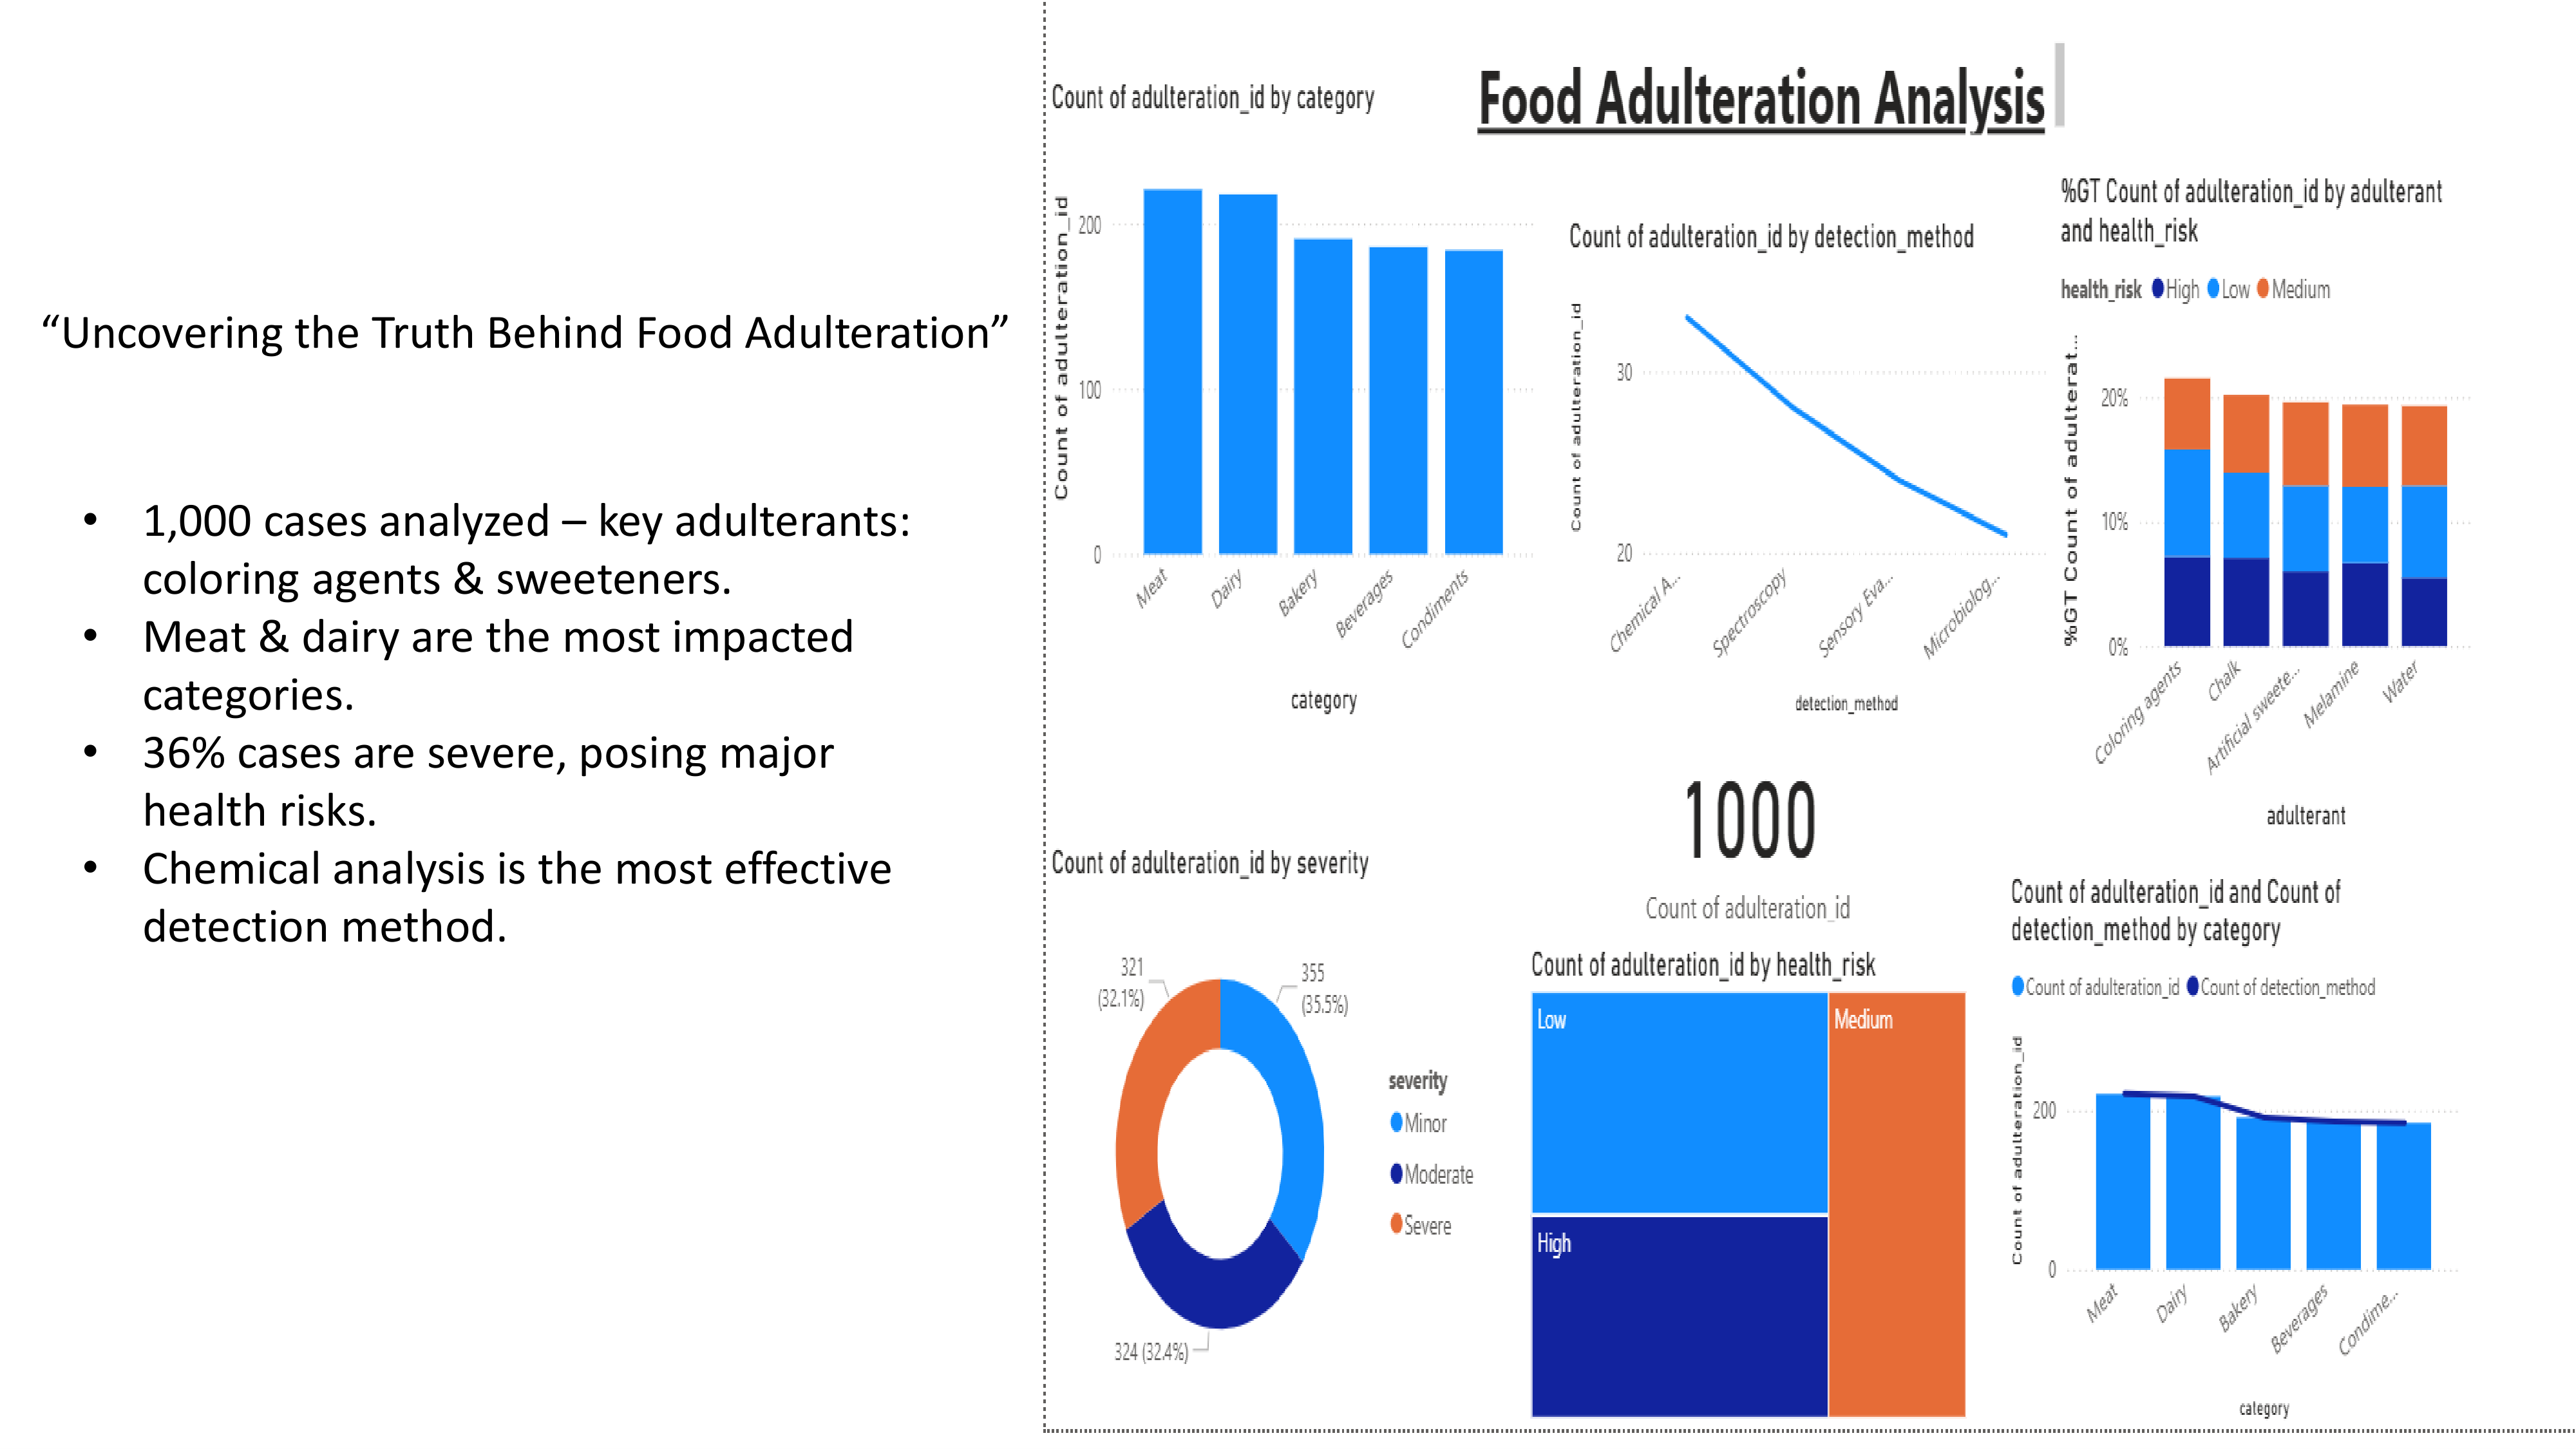 “Uncovering the Truth Behind Food Adulteration”
• 1,000 cases analyzed – key adulterants:
coloring agents & sweeteners.
• Meat & dairy are the most impacted
categories.
• 36% cases are severe, posing major
health risks.
• Chemical analysis is the most effective
detection method.
Food Adulteration Analysis
Count of adulteration_id by category
Count of adulteration_id
200
100
0
Meat
Dairy
Bakery
Beverages
Condiments
category
Count of adulteration_id by detection_method
Count of adulteration_id
30
20
Chemical A...
Spectroscopy
Sensory Eva...
Microbiolog...
detection_method
%GT Count of adulteration_id by adulterant
and health_risk
health_risk High Low Medium
%GT Count of adulterat...
20%
10%
0%
Coloring agents
Chalk
Artificial sweete...
Melamine
Water
adulterant
Count of adulteration_id by severity
321
(32.1%)
355
(35.5%)
324 (32.4%)
severity
Minor
Moderate
Severe
1000
Count of adulteration_id
Count of adulteration_id by health_risk
Low
High
Medium
Count of adulteration_id and Count of
detection_method by category
Count of adulteration_id Count of detection_method
Count of adulteration_id
200
0
Meat
Dairy
Bakery
Beverages
Condime...
category